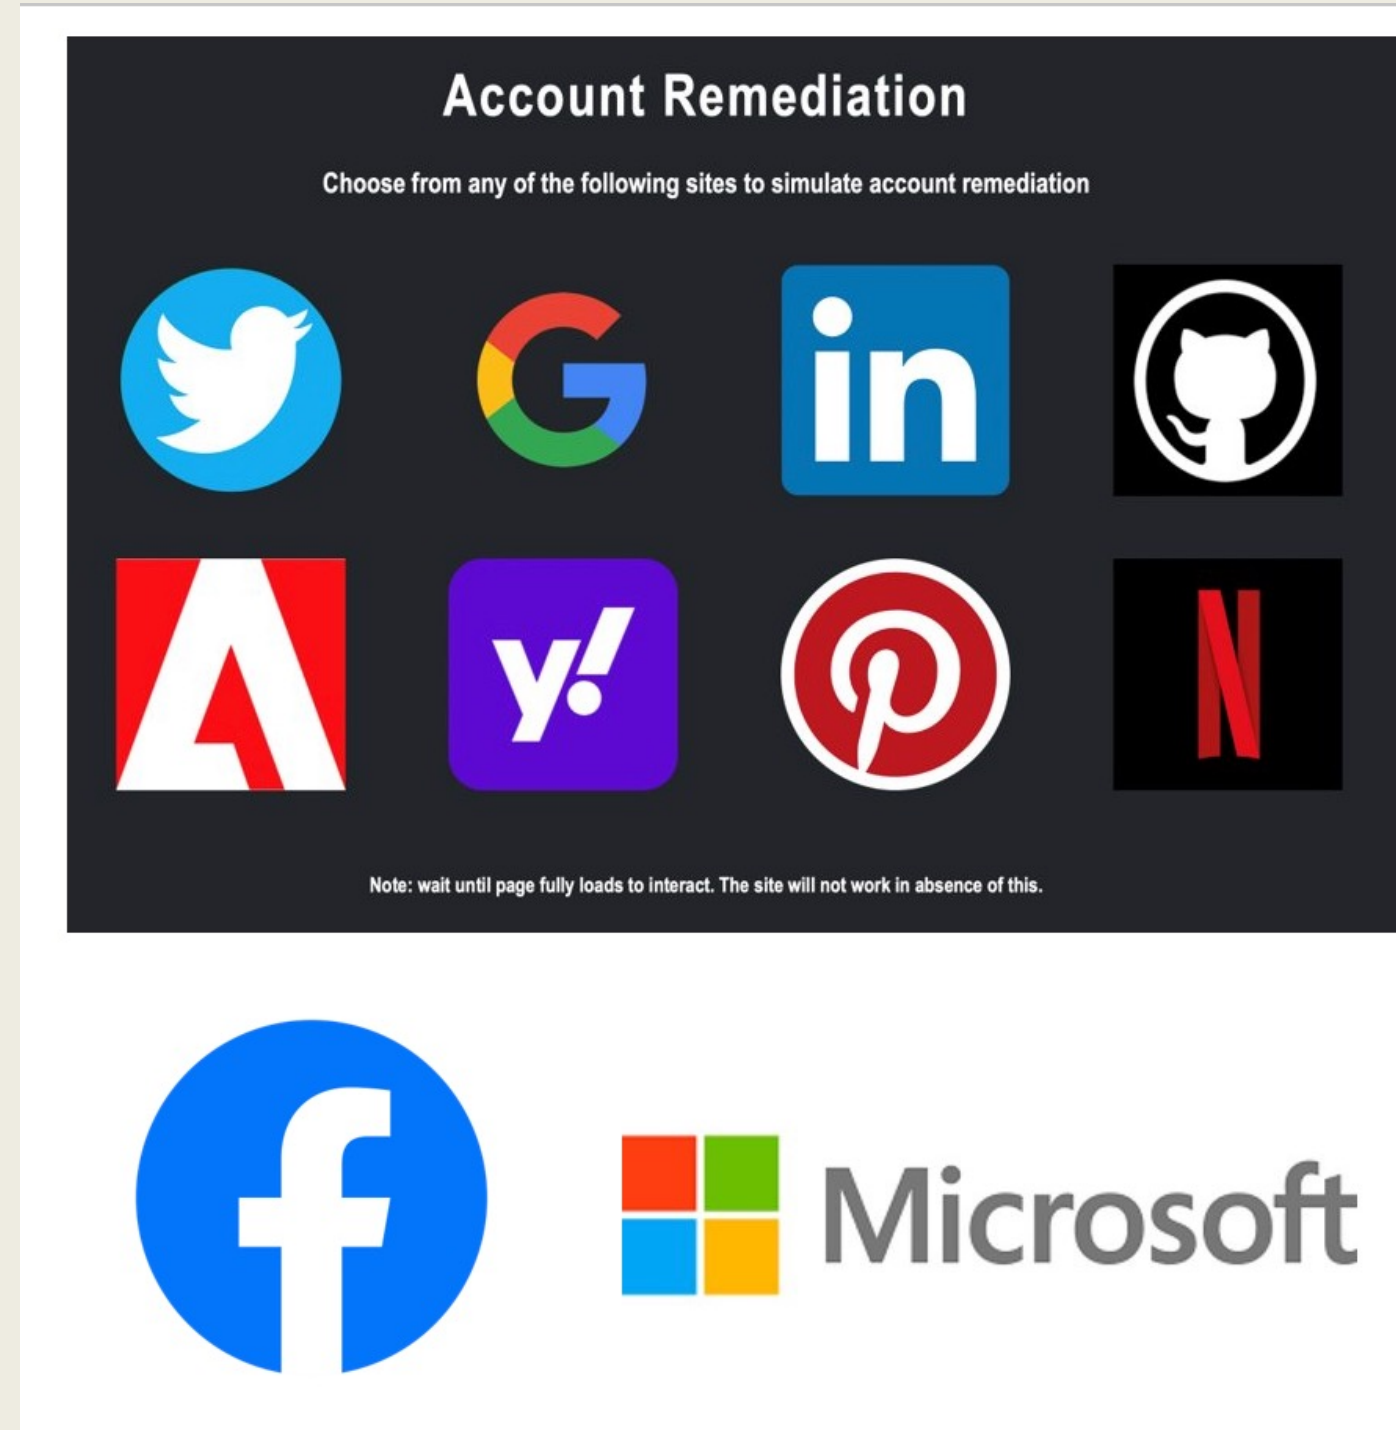 Account Remediation
Choose from any of the following sites to simulate account remediation
in
y!
N
Note: wait until page fully loads to interact. The site will not work in absence of this.
Microsoft